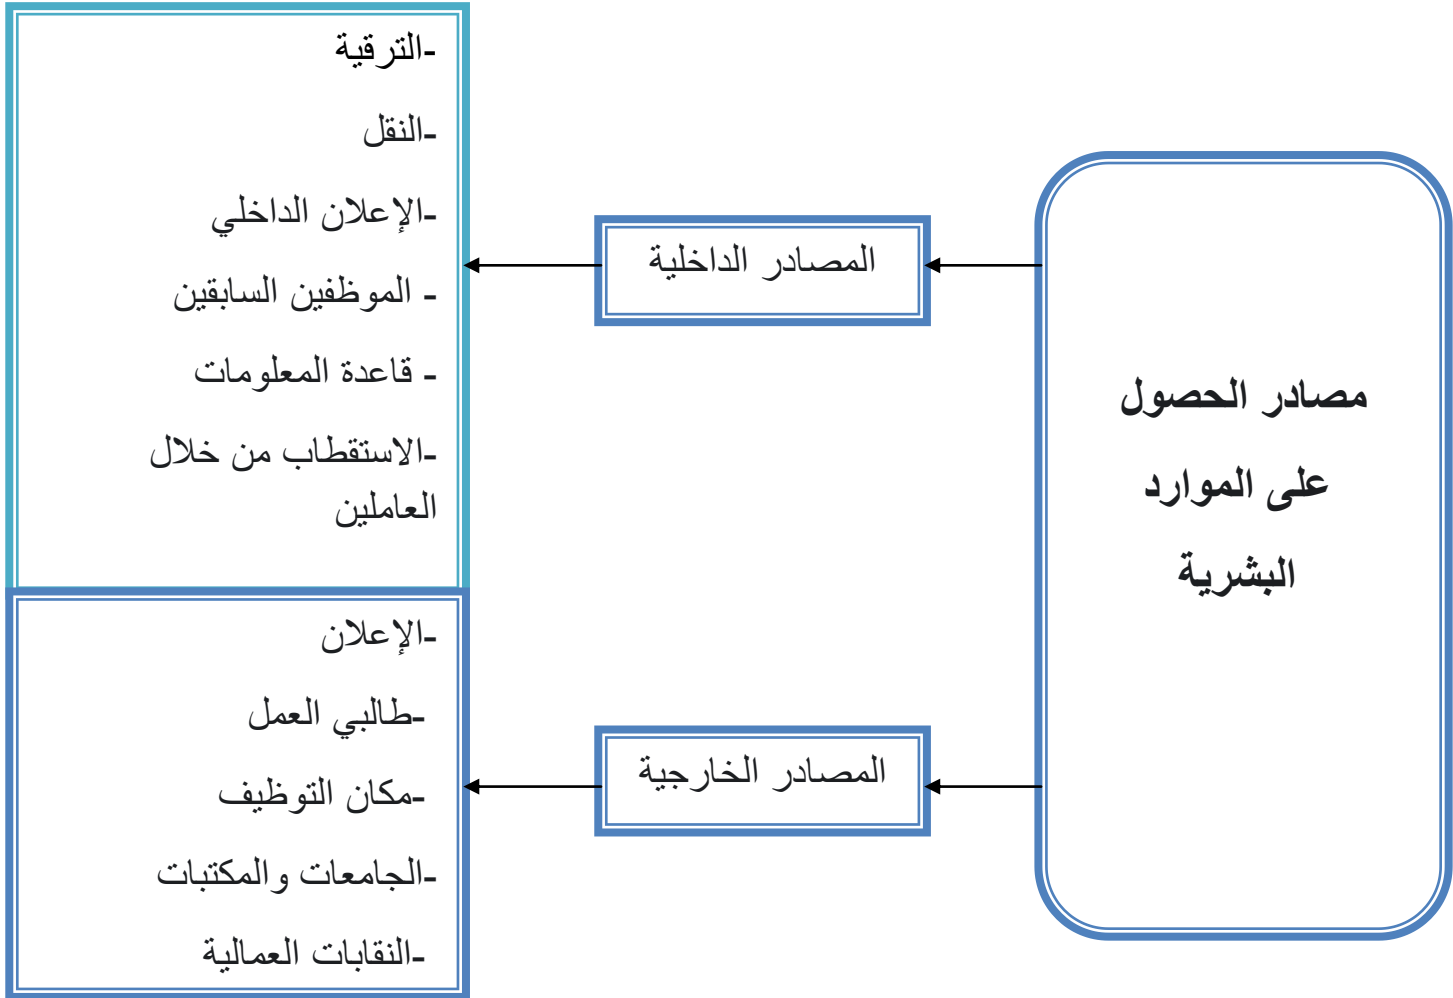 مصادر الحصول
على الموارد
البشرية
المصادر الداخلية
-الترقية
-النقل
-الإعلان الداخلي
- الموظفين السابقين
- قاعدة المعلومات
-الاستقطاب من خلال
العاملين
المصادر الخارجية
-الإعلان
-طالبي العمل
-مكان التوظيف
-الجامعات والمكتبات
-النقابات العمالية